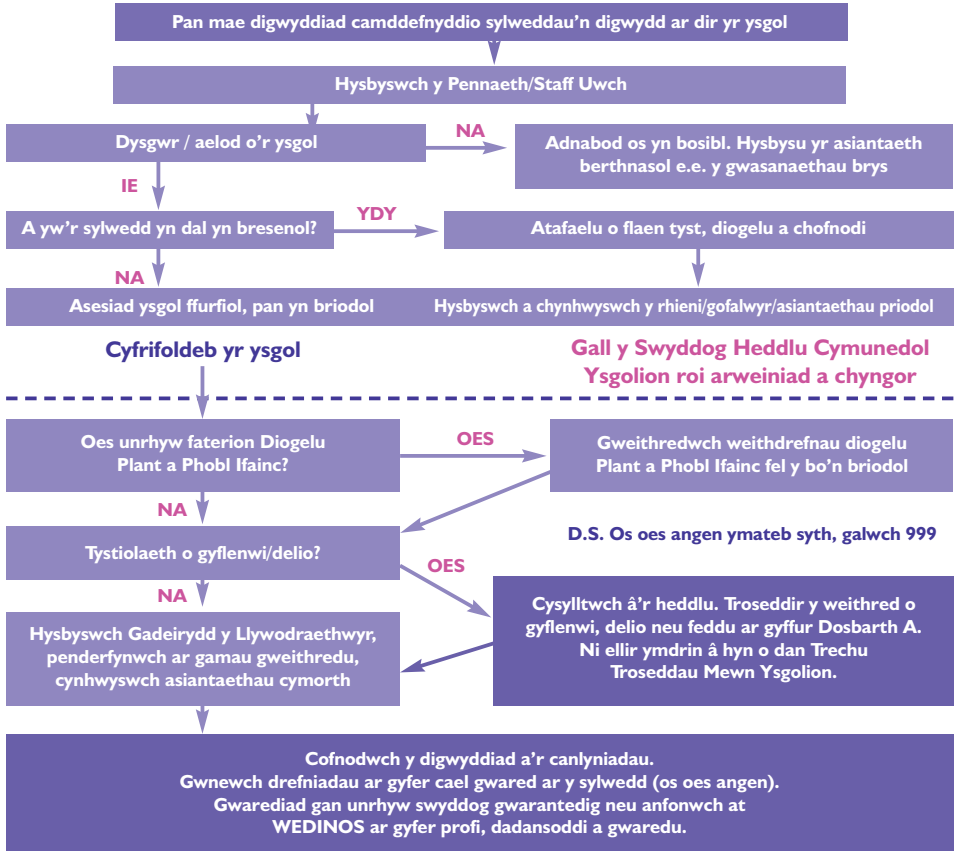 Pan mae digwyddiad camddefnyddio sylweddau'n digwydd ar dir yr ysgol
Hysbyswch y Pennaeth/Staff Uwch
Dysgwr / aelod o'r ysgol
NA
Adnabod os yn bosibl. Hysbysu yr asiantaeth
berthnasol e.e. y gwasanaethau brys
IE
A yw'r sylwedd yn dal yn bresenol?
YDY
Atafaelu o flaen tyst, diogelu a chofnodi
NA
Asesiad ysgol ffurfiol, pan yn briodol
Hysbyswch a chynhwyswch y rhieni/gofalwyr/asiantaethau priodol
Cyfrifoldeb yr ysgol
Gall y Swyddog Heddlu Cymunedol
Ysgolion roi arweiniad a chyngor
Oes unrhyw faterion Diogelu
Plant a Phobl Ifainc?
OES
Gweithredwch weithdrefnau diogelu
Plant a Phobl Ifainc fel y bo'n briodol
NA
D.S. Os oes angen ymateb syth, galwch 999
Tystiolaeth o gyflenwi/delio?
OES
NA
Cysylltwch â'r heddlu. Troseddir y weithred o
gyflenwi, delio neu feddu ar gyffur Dosbarth A.
Ni ellir ymdrin â hyn o dan Trechu
Troseddau Mewn Ysgolion.
Hysbyswch Gadeirydd y Llywodraethwyr,
penderfynwch ar gamau gweithredu,
cynhwyswch asiantaethau cymorth
Cofnodwch y digwyddiad a'r canlyniadau.
Gwnewch drefniadau ar gyfer cael gwared ar y sylwedd (os oes angen).
Gwarediad gan unrhyw swyddog gwarantedig neu anfonwch at
WEDINOS ar gyfer profi, dadansoddi a gwaredu.